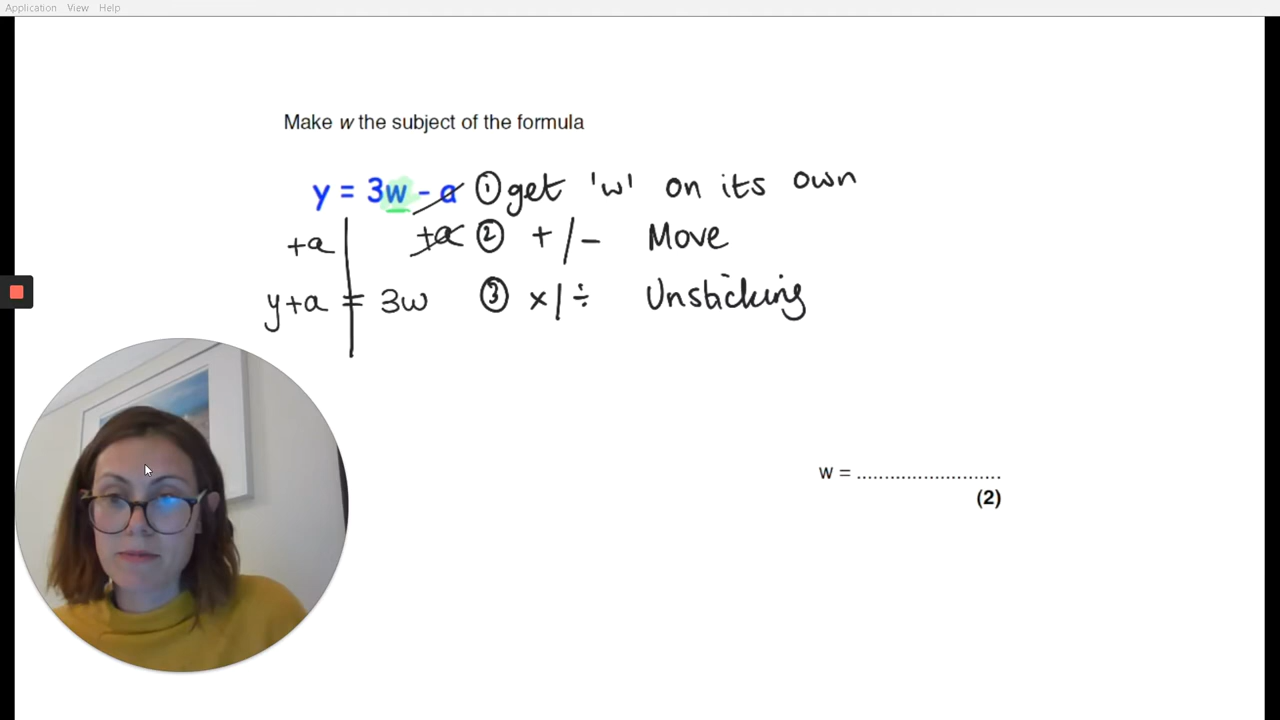 Application View Help
Make w the subject of the formula
y = 3w - a ① get 'w' on its own
+a +a ② + / - Move
y+a = 3w ③ × / ÷ Unsticking
w = ..........................
(2)